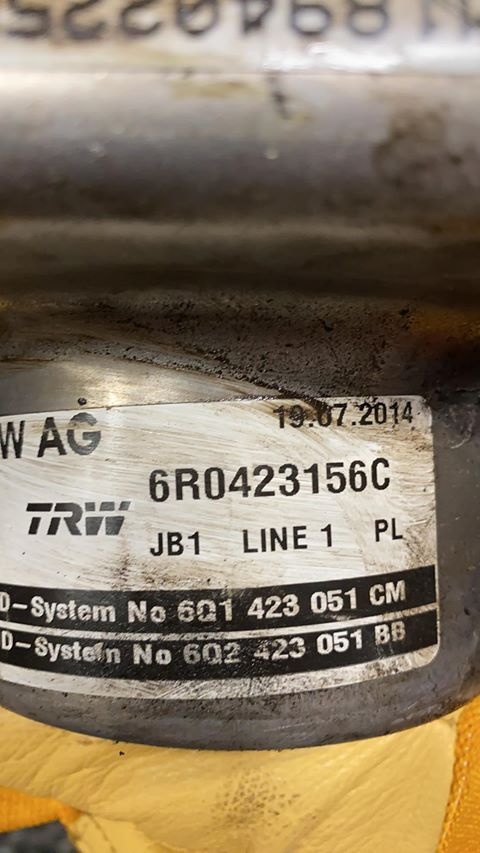 W AG
19.07.2014
6R0423156C
TRW
JB1 LINE 1 PL
D-System No 6Q1 423 051 CM
D-System No 6Q2 423 051 BB